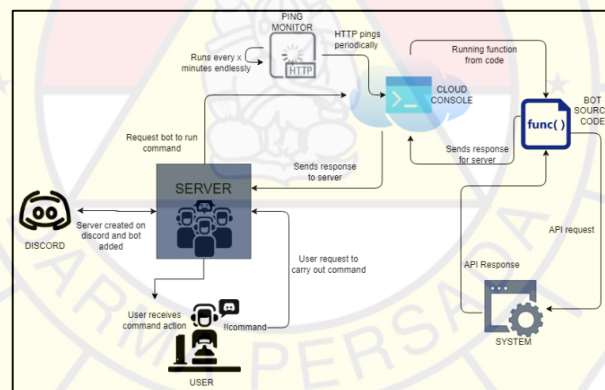 PING
MONITOR
HTTP pings
periodically
Runs every x
minutes endlessly
HTTP
Running function
from code
CLOUD
CONSOLE
BOT
SOURCE
CODE
func( )
Request bot to run
command
Sends response
to server
Sends response
for server
SERVER
DISCORD
Server created on
discord and bot
added
User request to
carry out command
API request
API Response
User receives
command action
!!command
USER
SYSTEM
ARMA PERSADA